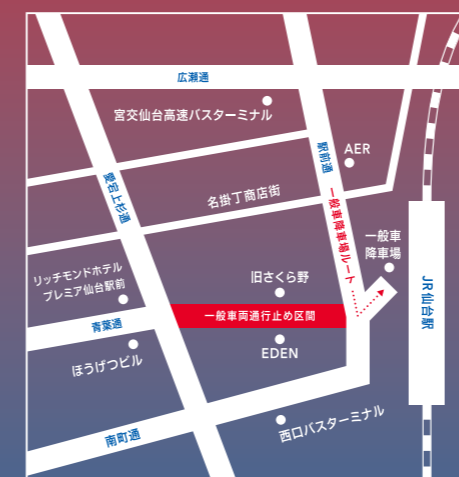 広瀬通
宮交仙台高速バスターミナル
駅前通
AER
愛宕上杉通
名掛丁商店街
一般車降車場ルート
一般車
降車場
リッチモンドホテル
プレミア仙台駅前
旧さくら野
JR仙台駅
青葉通
一般車両通行止め区間
ほうげつビル
EDEN
南町通
西口バスターミナル